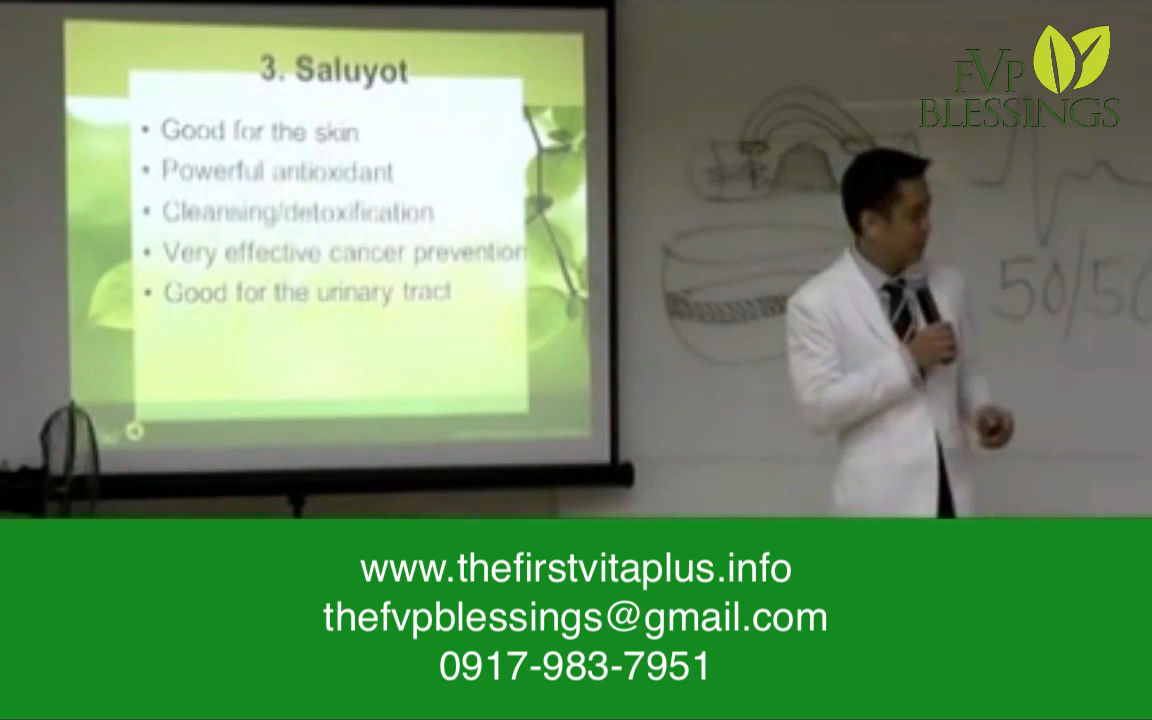 3. Saluyot
• Good for the skin
• Powerful antioxidant
• Cleansing/detoxification
• Very effective cancer prevention
• Good for the urinary tract
FVP
BLESSINGS
50/50
www.thefirstvitaplus.info
thefvpblessings@gmail.com
0917-983-7951